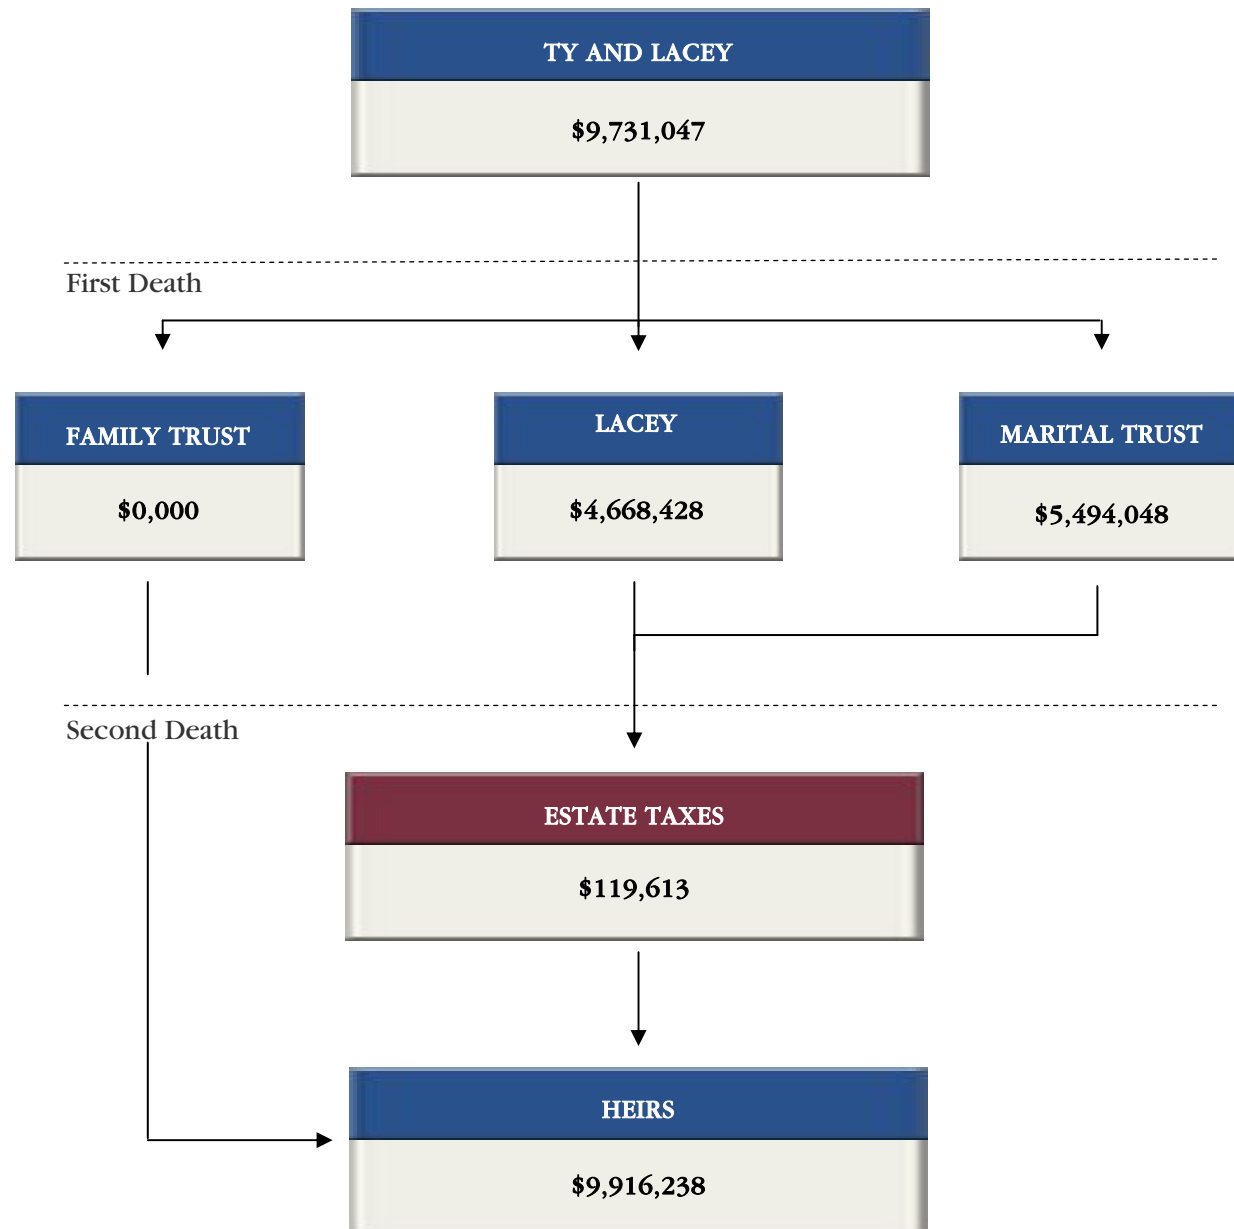 TY AND LACEY
$9,731,047
First Death
FAMILY TRUST
$0,000
LACEY
$4,668,428
MARITAL TRUST
$5,494,048
Second Death
ESTATE TAXES
$119,613
HEIRS
$9,916,238